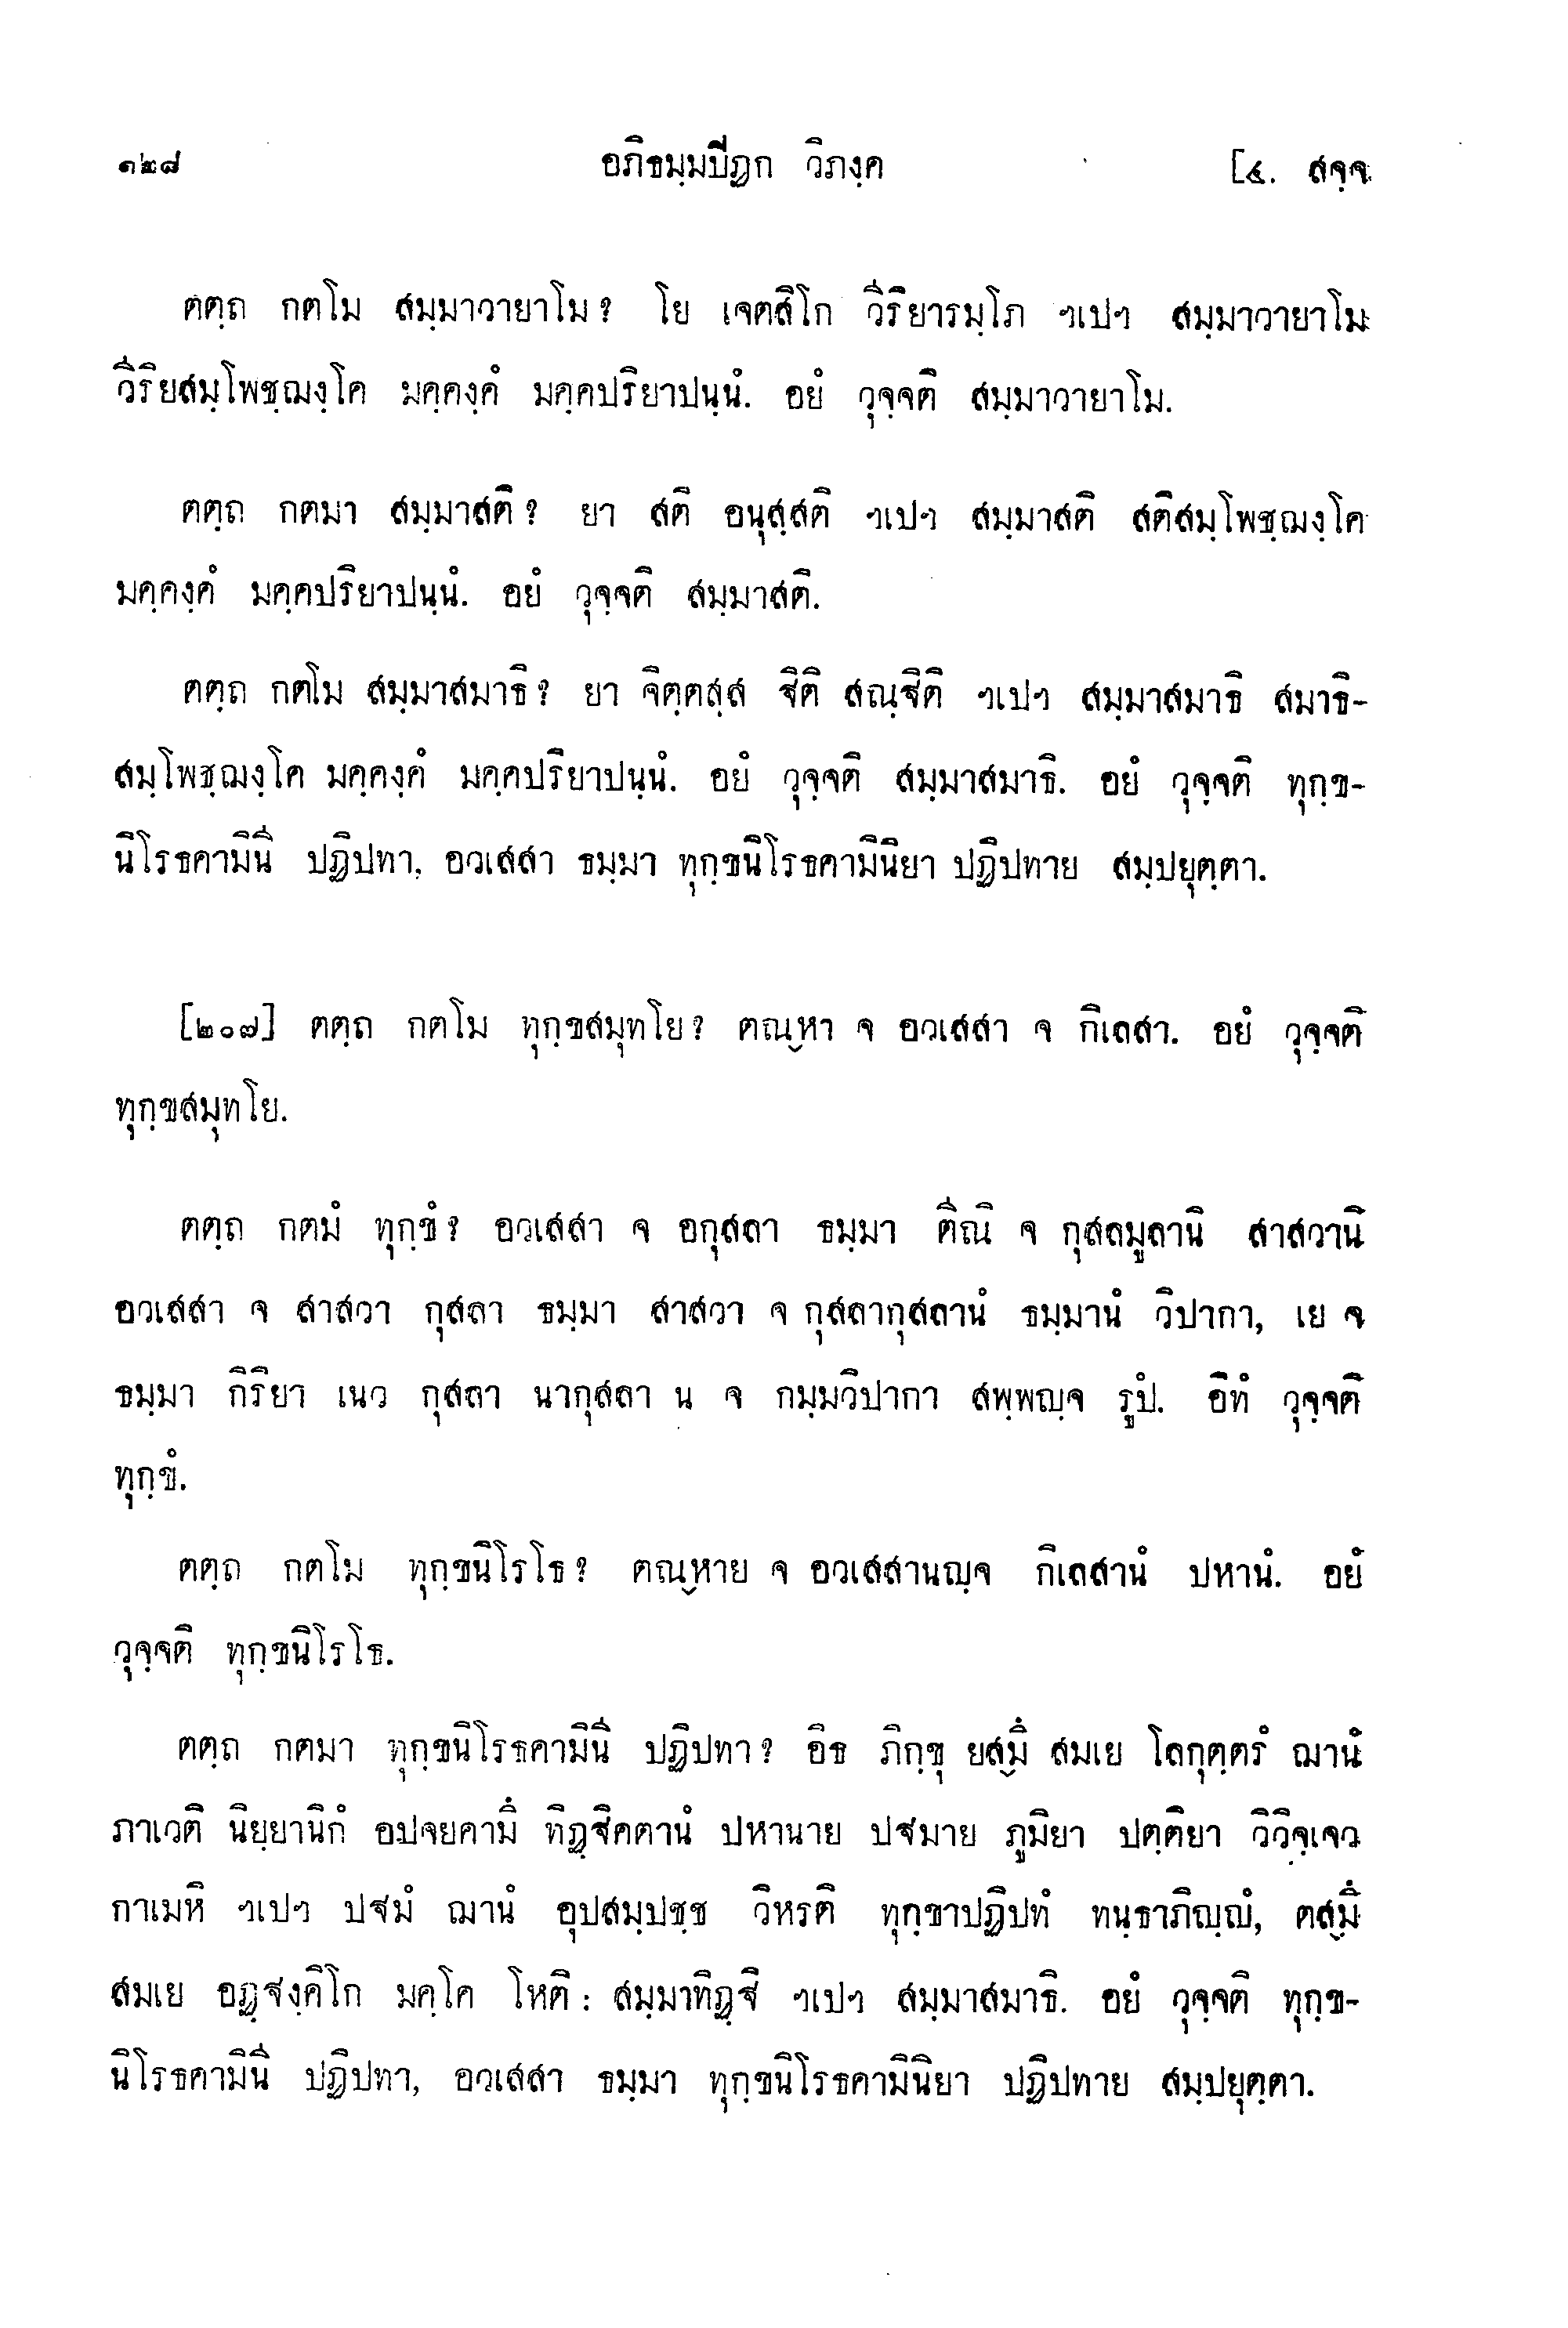 ๑๒๘ อภิธมฺมปีฏก วิภงฺค [๔. สจฺจ
ตตฺถ กตโม สมฺมาวายาโม? โย เจตสิโก วีริยารมฺโภ ฯเปฯ สมฺมาวายาโม
วีริยสมฺโพชฺฌงฺโค มคฺคงฺคํ มคฺคปริยาปนฺนํ. อยํ วุจฺจติ สมฺมาวายาโม.
ตตฺถ กตมา สมฺมาสติ? ยา สติ อนุสฺสติ ฯเปฯ สมฺมาสติ สติสมฺโพชฺฌงฺโค
มคฺคงฺคํ มคฺคปริยาปนฺนํ. อยํ วุจฺจติ สมฺมาสติ.
ตตฺถ กตโม สมฺมาสมาธิ? ยา จิตฺตสฺส ฐิติ สณฺฐิติ ฯเปฯ สมฺมาสมาธิ สมาธิ-
สมฺโพชฺฌงฺโค มคฺคงฺคํ มคฺคปริยาปนฺนํ. อยํ วุจฺจติ สมฺมาสมาธิ. อยํ วุจฺจติ ทุกฺข-
นิโรธคามินี ปฏิปทา, อวเสสา ธมฺมา ทุกฺขนิโรธคามินิยา ปฏิปทาย สมฺปยุตฺตา.
[๒๐๗] ตตฺถ กตโม ทุกฺขสมุทโย? ตณฺหา จ อวเสสา จ กิเลสา. อยํ วุจฺจติ
ทุกฺขสมุทโย.
ตตฺถ กตมํ ทุกฺขํ? อวเสสา จ อกุสลา ธมฺมา ตีณิ จ กุสลมูลานิ สาสวานิ
อวเสสา จ สาสวา กุสลา ธมฺมา สาสวา จ กุสลากุสลานํ ธมฺมานํ วิปากา, เย จ
ธมฺมา กิริยา เนว กุสลา นากุสลา น จ กมฺมวิปากา สพฺพญฺจ รูปํ. อิทํ วุจฺจติ
ทุกฺขํ.
ตตฺถ กตโม ทุกฺขนิโรโธ? ตณฺหาย จ อวเสสานญฺจ กิเลสานํ ปหานํ. อยํ
วุจฺจติ ทุกฺขนิโรโธ.
ตตฺถ กตมา ทุกฺขนิโรธคามินี ปฏิปทา? อิธ ภิกฺขุ ยสฺมึ สมเย โลกุตฺตรํ ฌานํ
ภาเวติ นิยฺยานิกํ อปจยคามึ ทิฏฺฐิคตานํ ปหานาย ปฐมาย ภูมิยา ปตฺติยา วิวิจฺเจว
กาเมหิ ฯเปฯ ปฐมํ ฌานํ อุปสมฺปชฺช วิหรติ ทุกฺขาปฏิปทํ ทนฺธาภิญฺญํ, ตสฺมึ
สมเย อฏฺฐงฺคิโก มคฺโค โหติ: สมฺมาทิฏฺฐิ ฯเปฯ สมฺมาสมาธิ. อยํ วุจฺจติ ทุกฺข-
นิโรธคามินี ปฏิปทา, อวเสสา ธมฺมา ทุกฺขนิโรธคามินิยา ปฏิปทาย สมฺปยุตฺตา.